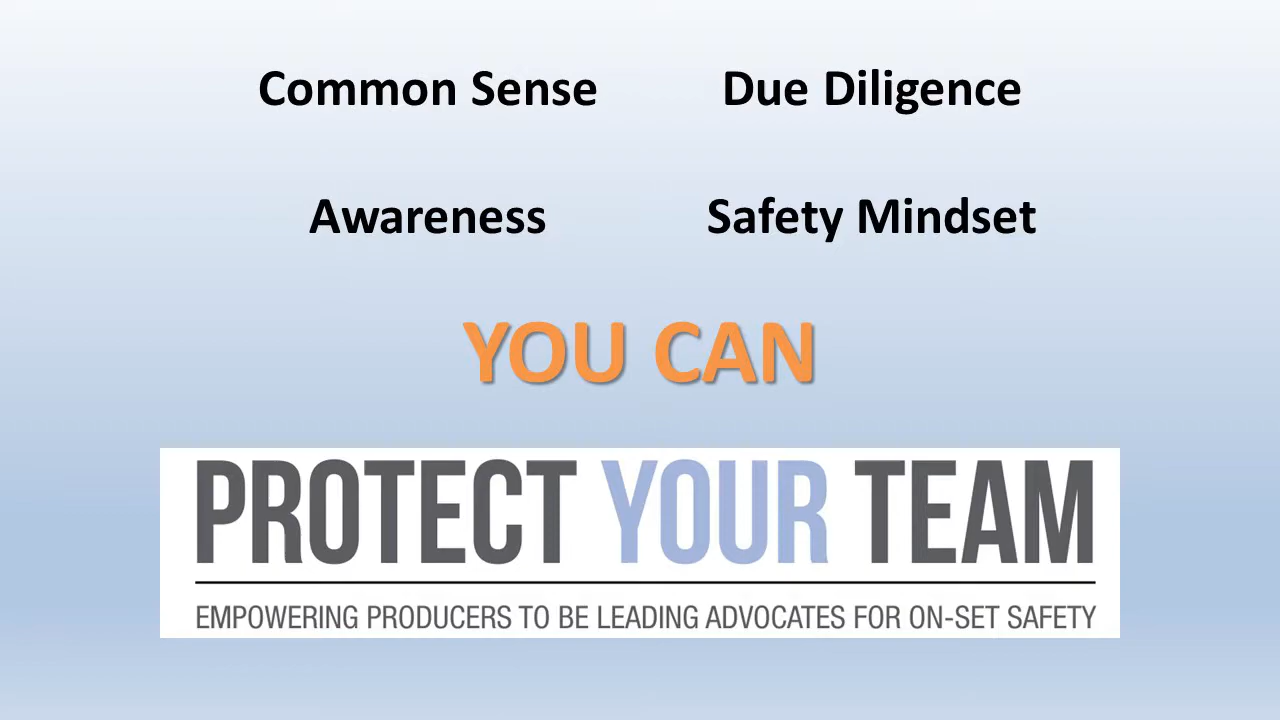 Common Sense Due Diligence
Awareness Safety Mindset
YOU CAN
PROTECT YOUR TEAM
EMPOWERING PRODUCERS TO BE LEADING ADVOCATES FOR ON-SET SAFETY